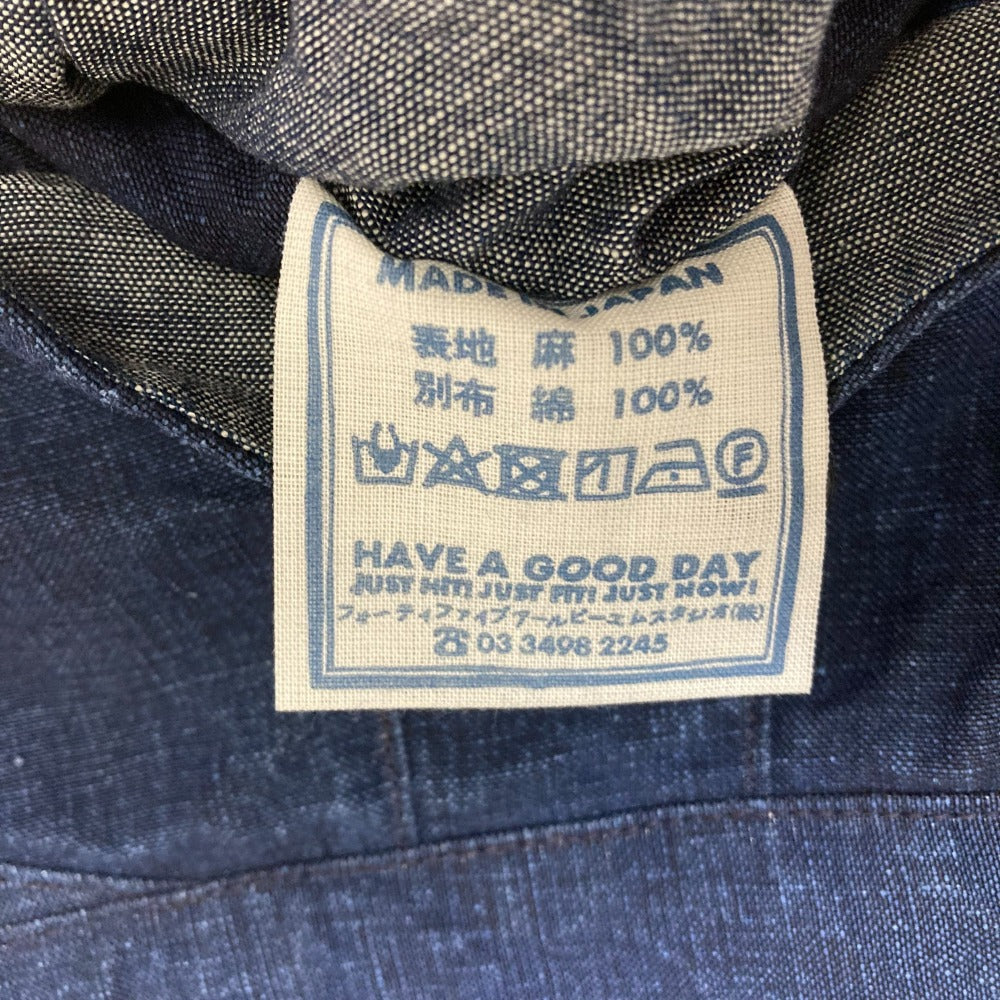 MADE IN JAPAN
表地 麻 100%
別布 綿 100%
F
HAVE A GOOD DAY
JUST HIT! JUST FIT! JUST NOW!
フォーティファイブアールピーエムスタジオ(株)
☎ 03 3498 2245